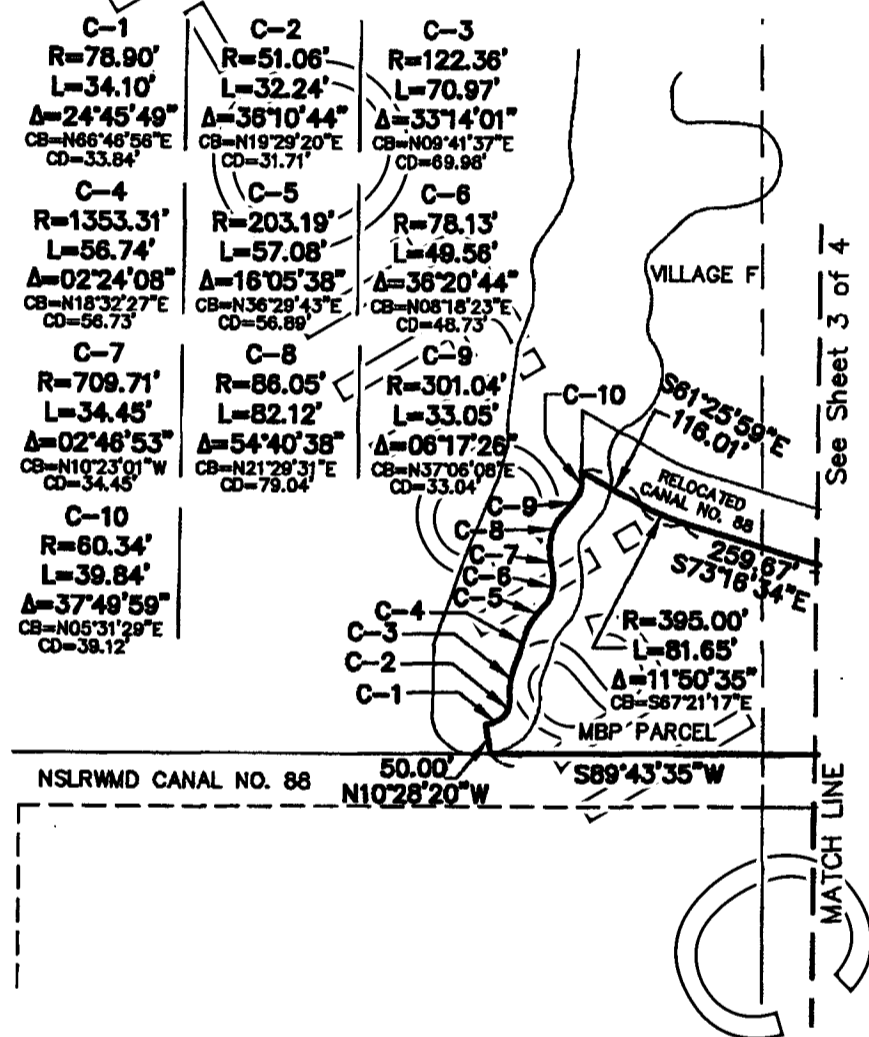 C-1
R=78.90'
L=34.10'
Δ=24°45'49"
CB=N66°46'56"E
CD=33.84'
C-2
R=51.06'
L=32.24'
Δ=36°10'44"
CB=N19°29'20"E
CD=31.71'
C-3
R=122.36'
L=70.97'
Δ=33°14'01"
CB=N09°41'37"E
CD=69.98'
C-4
R=1353.31'
L=56.74'
Δ=02°24'08"
CB=N18°32'27"E
CD=56.73'
C-5
R=203.19'
L=57.08'
Δ=16°05'38"
CB=N36°29'43"E
CD=56.89'
C-6
R=78.13'
L=49.56'
Δ=36°20'44"
CB=N08°18'23"E
CD=48.73'
C-7
R=709.71'
L=34.45'
Δ=02°46'53"
CB=N10°23'01"W
CD=34.45'
C-8
R=86.05'
L=82.12'
Δ=54°40'38"
CB=N21°29'31"E
CD=79.04'
C-9
R=301.04'
L=33.05'
Δ=06°17'26"
CB=N37°06'08"E
CD=33.04'
C-10
R=60.34'
L=39.84'
Δ=37°49'59"
CB=N05°31'29"E
CD=39.12'
VILLAGE F
See Sheet 3 of 4
C-10
S61°25'59"E
116.01'
RELOCATED
CANAL NO. 88
C-9
C-8
C-7
C-6
C-5
C-4
C-3
C-2
C-1
259.67'
S73°16'34"E
R=395.00'
L=81.65'
Δ=11°50'35"
CB=S67°21'17"E
MBP PARCEL
NSLRWMD CANAL NO. 88
50.00'
N10°28'20"W
S89°43'35"W
MATCH LINE